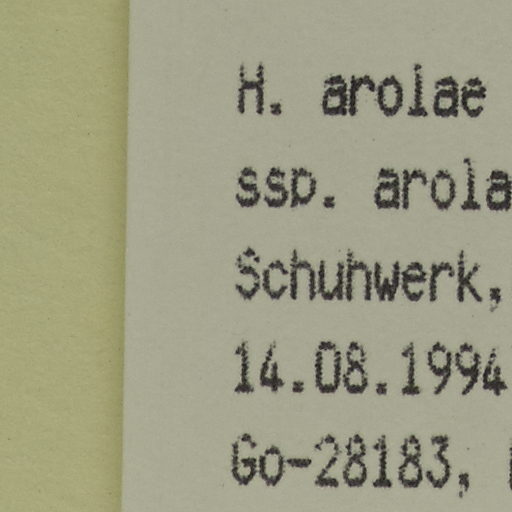 H. arolae
ssp. arola
Schuhwerk,
14.08.1994
Go-28183,